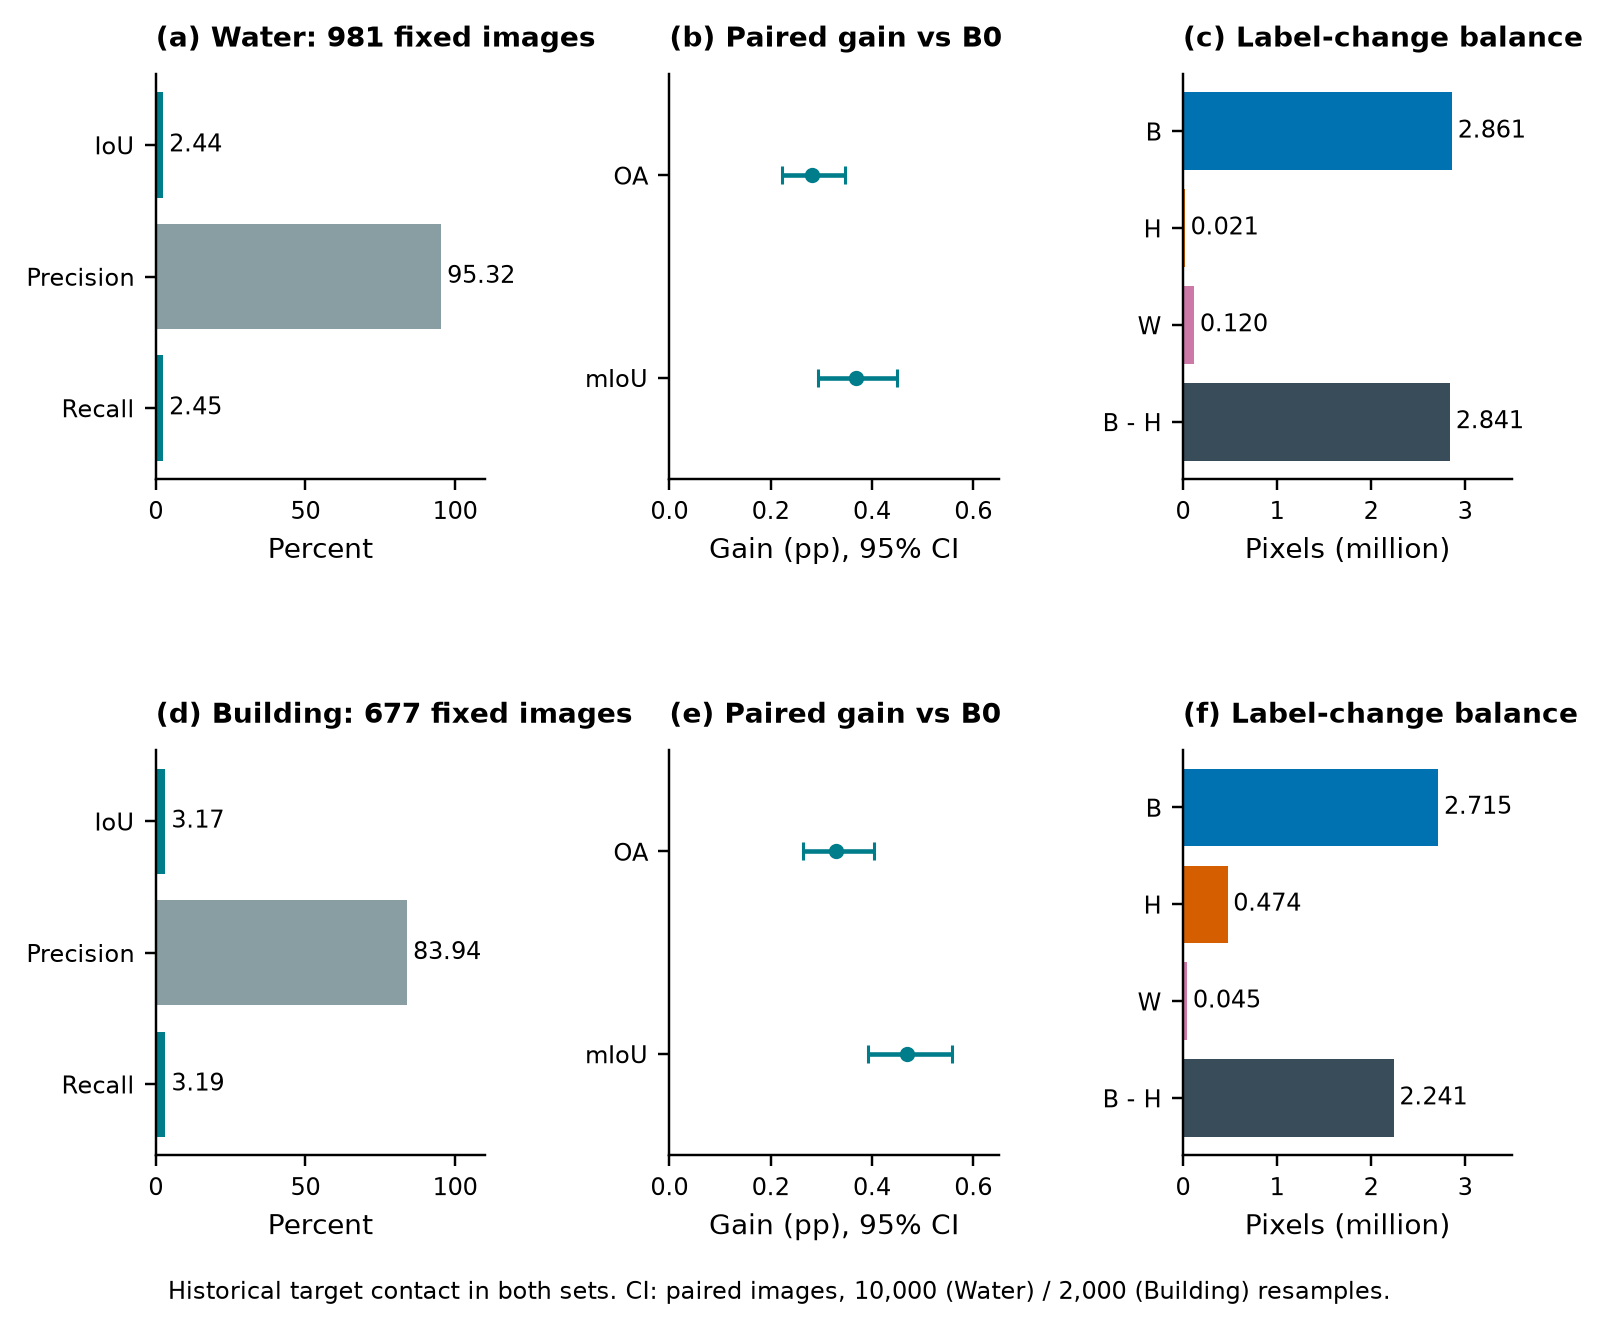 (a) Water: 981 fixed images
IoU
2.44
Precision
95.32
Recall
2.45
0 50 100
Percent
(b) Paired gain vs B0
OA
mIoU
0.0 0.2 0.4 0.6
Gain (pp), 95% CI
(c) Label-change balance
B
2.861
H
0.021
W
0.120
B - H
2.841
0 1 2 3
Pixels (million)
(d) Building: 677 fixed images
IoU
3.17
Precision
83.94
Recall
3.19
0 50 100
Percent
(e) Paired gain vs B0
OA
mIoU
0.0 0.2 0.4 0.6
Gain (pp), 95% CI
(f) Label-change balance
B
2.715
H
0.474
W
0.045
B - H
2.241
0 1 2 3
Pixels (million)
Historical target contact in both sets. CI: paired images, 10,000 (Water) / 2,000 (Building) resamples.